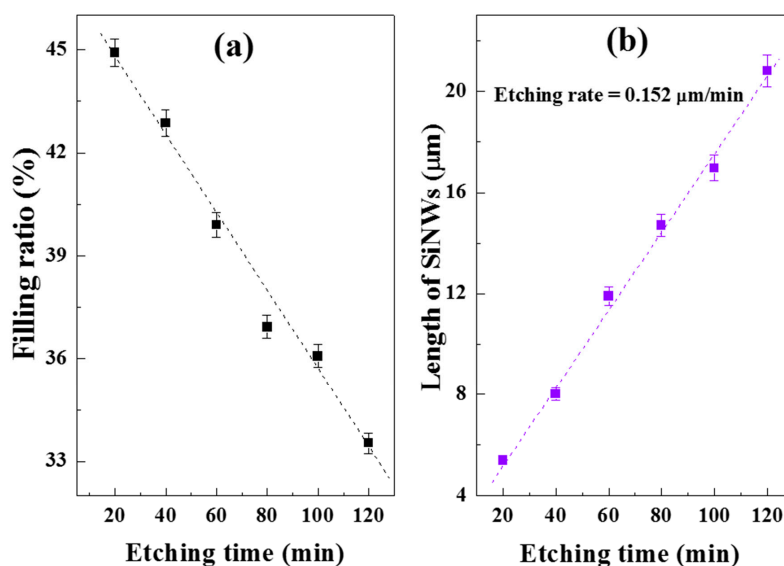 (a)
Filling ratio (%)
45
42
39
36
33
20 40 60 80 100 120
Etching time (min)
(b)
Etching rate = 0.152 μm/min
Length of SiNWs (μm)
20
16
12
8
4
20 40 60 80 100 120
Etching time (min)